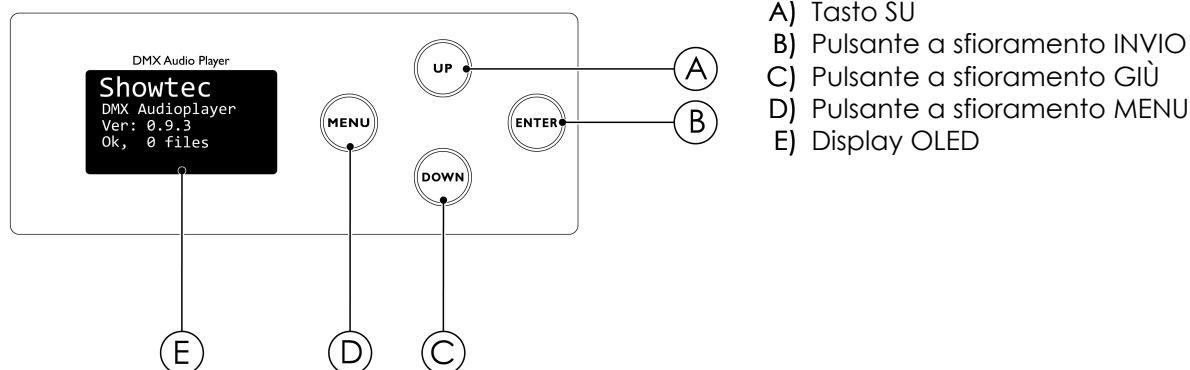 DMX Audio Player
Showtec
DMX Audioplayer
Ver: 0.9.3
Ok,  0 files
UP
MENU
ENTER
DOWN
A
B
E
D
C
A) Tasto SU
B) Pulsante a sfioramento INVIO
C) Pulsante a sfioramento GIÙ
D) Pulsante a sfioramento MENU
E) Display OLED